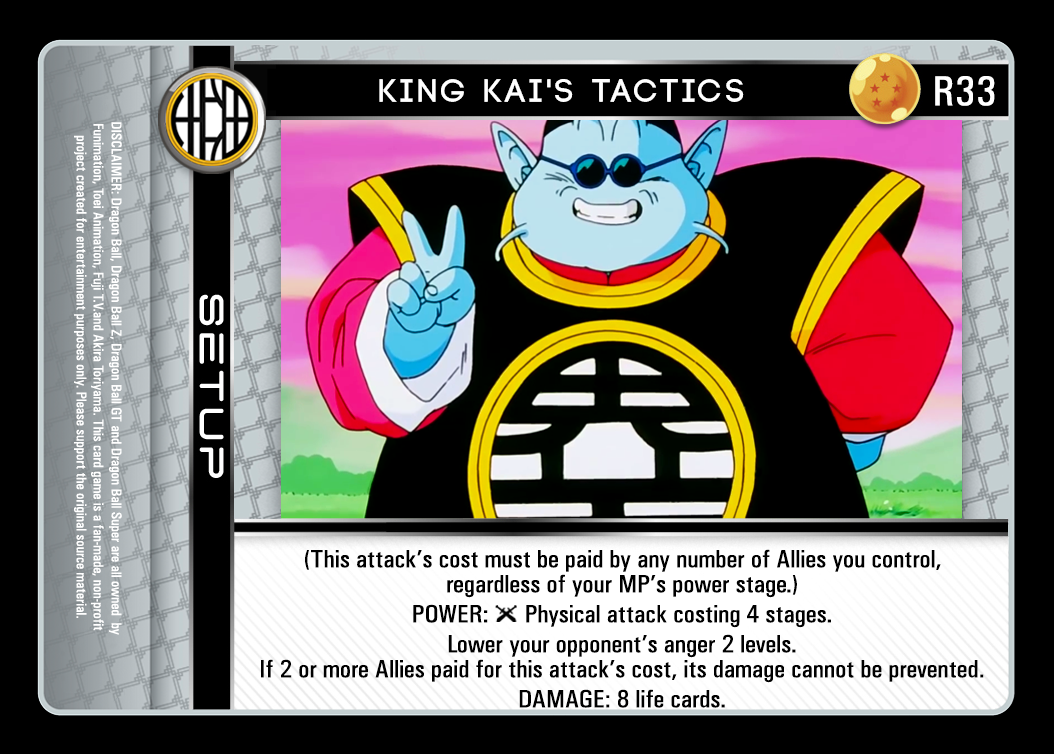 KING KAI'S TACTICS
R33
SETUP
(This attack's cost must be paid by any number of Allies you control,
regardless of your MP's power stage.)
POWER: Physical attack costing 4 stages.
Lower your opponent's anger 2 levels.
If 2 or more Allies paid for this attack's cost, its damage cannot be prevented.
DAMAGE: 8 life cards.
DISCLAIMER: Dragon Ball, Dragon Ball Z, Dragon Ball GT and Dragon Ball Super are all owned by
Funimation, Toei Animation, Fuji T.V.and Akira Toriyama. This card game is a fan-made, non-profit
project created for entertainment purposes only. Please support the original source material.